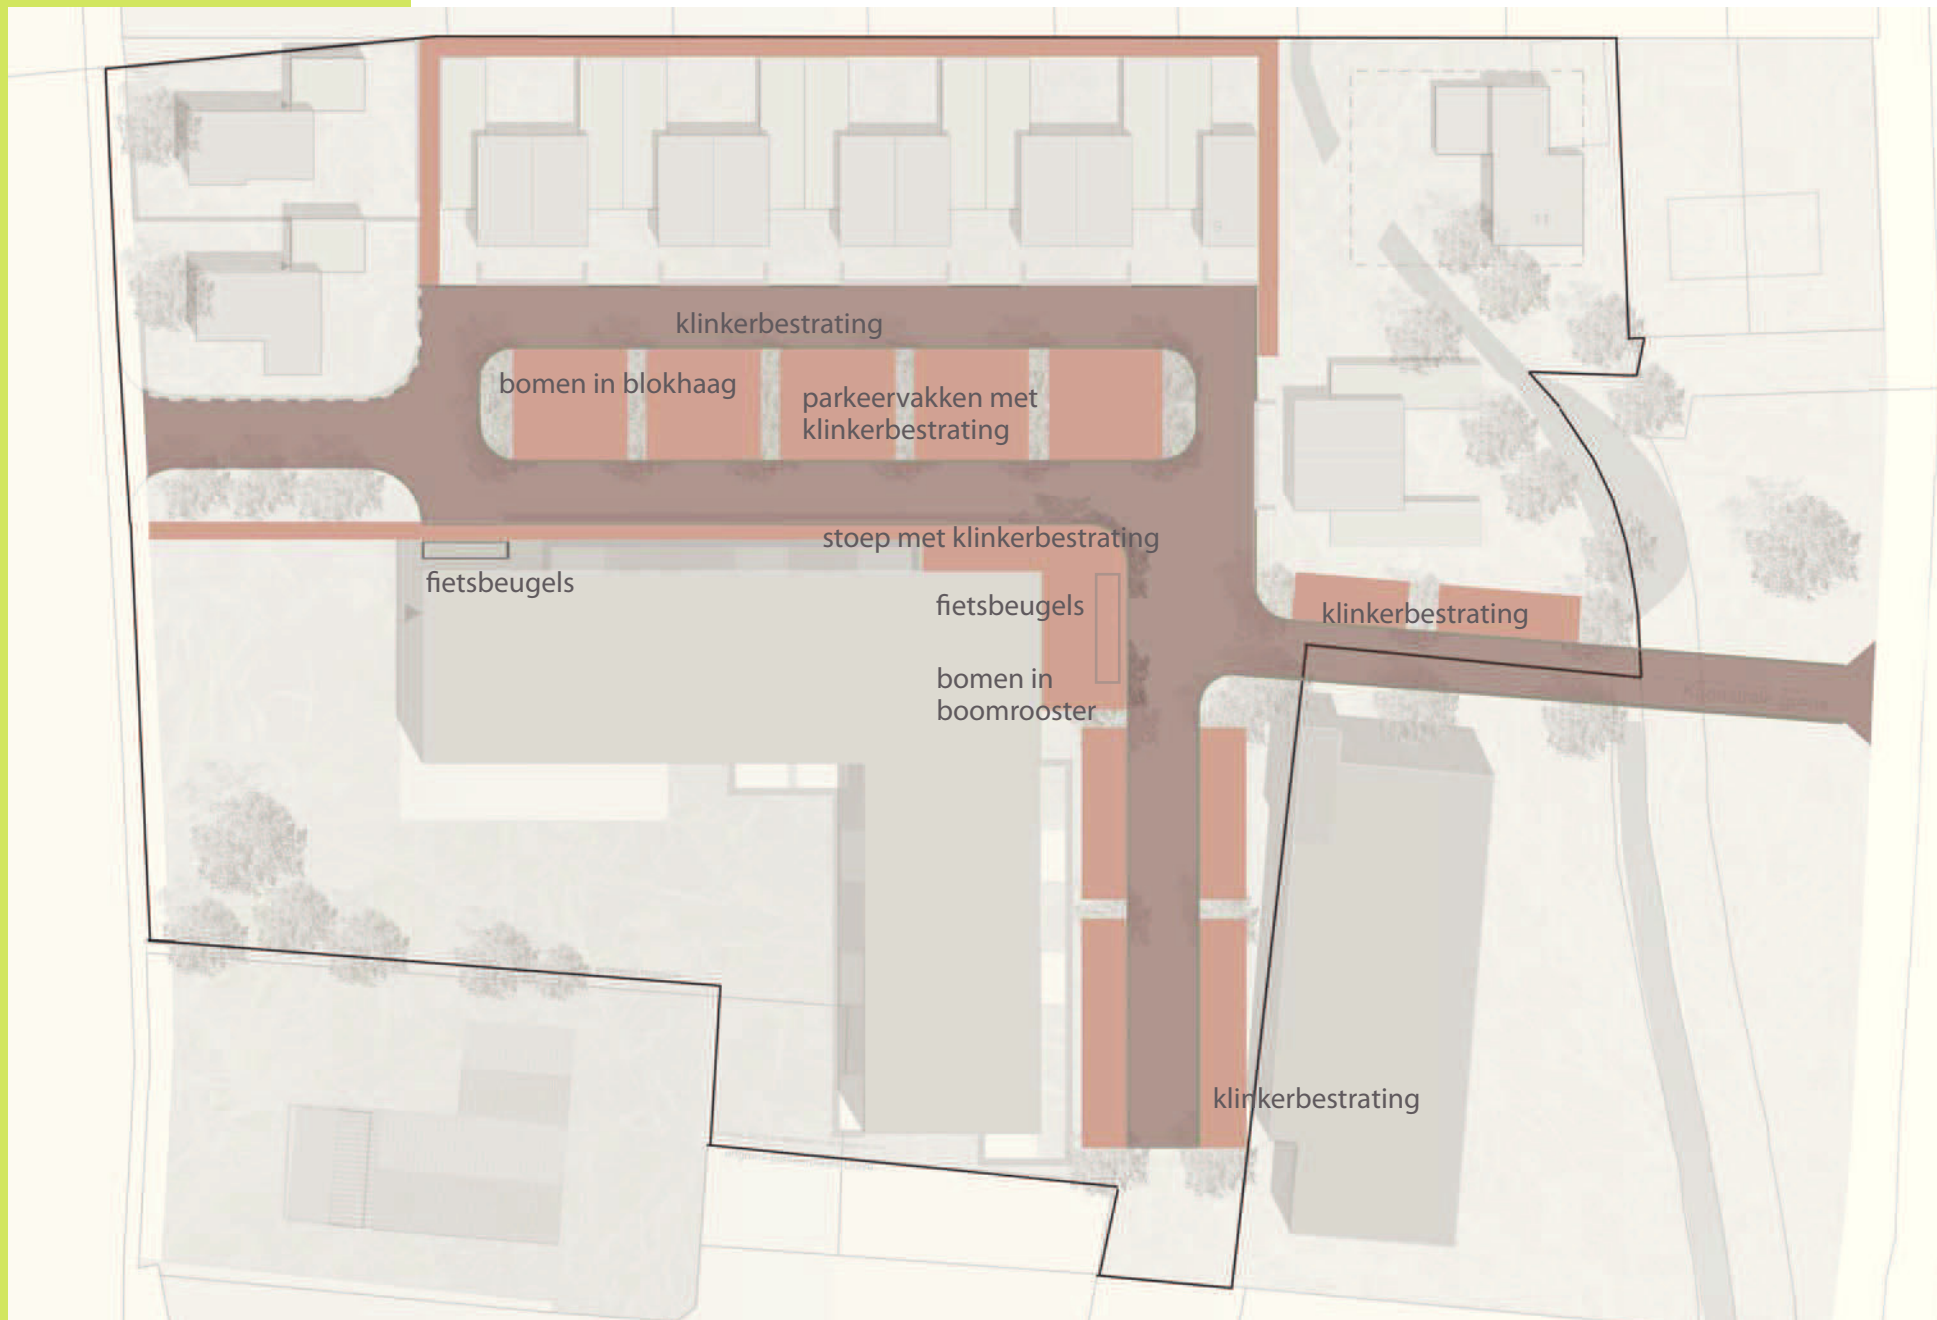 klinkerbestrating
bomen in blokhaag
parkeervakken met
klinkerbestrating
stoep met klinkerbestrating
fietsbeugels
fietsbeugels
klinkerbestrating
bomen in
boomrooster
klinkerbestrating